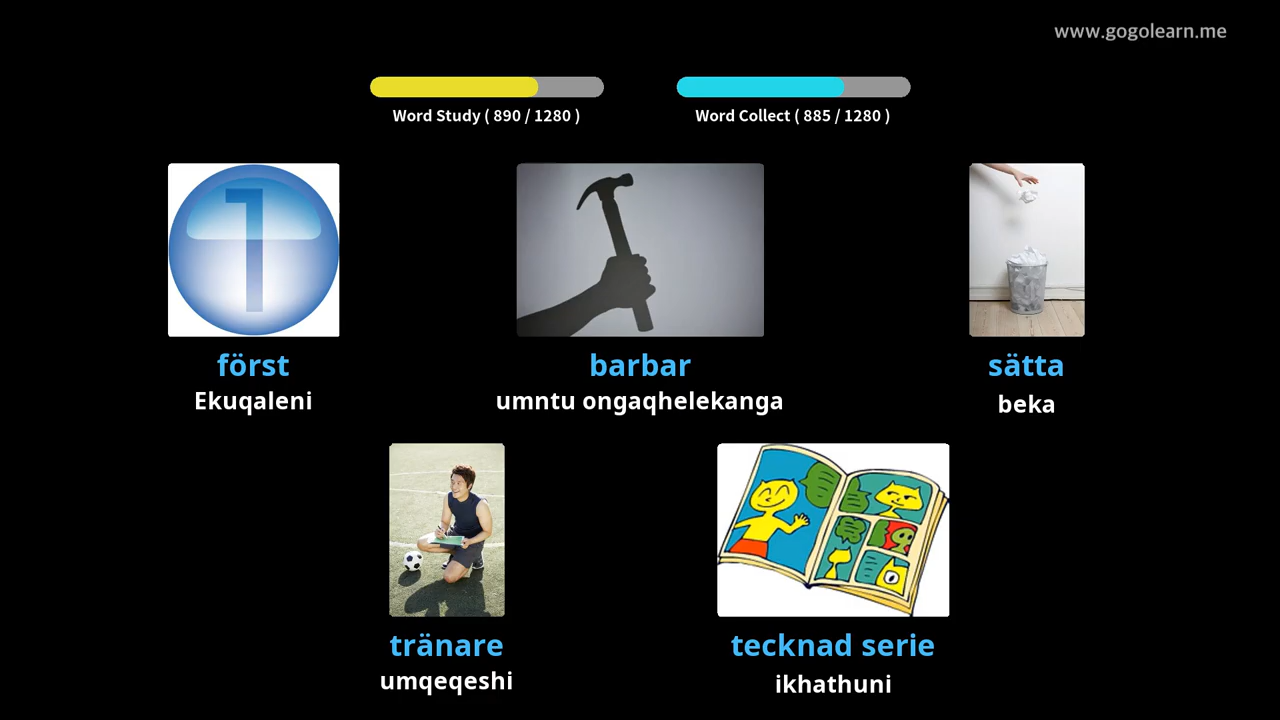 www.gogolearn.me
Word Study ( 890 / 1280 )
Word Collect ( 885 / 1280 )
1
först
Ekuqaleni
barbar
umntu ongaqhelekanga
sätta
beka
tränare
umqeqeshi
tecknad serie
ikhathuni